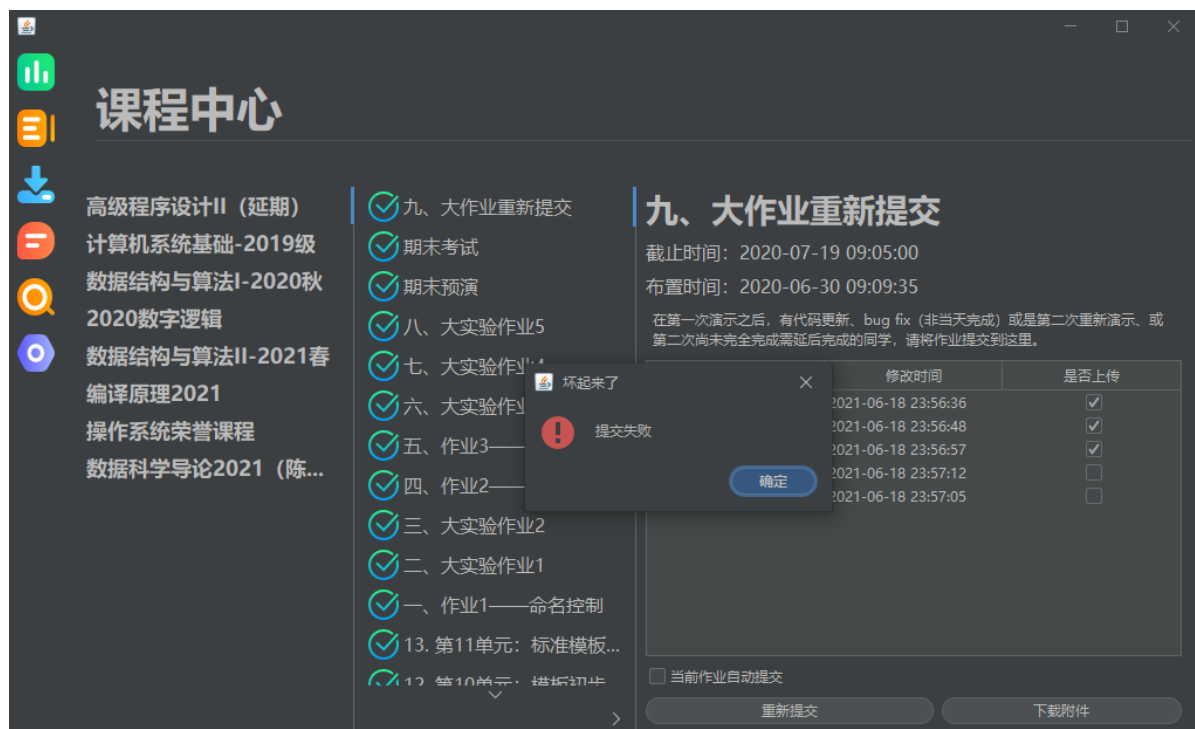 课程中心
高级程序设计II（延期）
计算机系统基础-2019级
数据结构与算法I-2020秋
2020数字逻辑
数据结构与算法II-2021春
编译原理2021
操作系统荣誉课程
数据科学导论2021（陈...
九、大作业重新提交
期末考试
期末预演
八、大实验作业5
七、大实验作业4
六、大实验作业
五、作业3——
四、作业2——
三、大实验作业2
二、大实验作业1
一、作业1——命名控制
13. 第11单元：标准模板...
12. 第10单元：模板初步
九、大作业重新提交
截止时间：2020-07-19 09:05:00
布置时间：2020-06-30 09:09:35
在第一次演示之后，有代码更新、bug fix（非当天完成）或是第二次重新演示、或
第二次尚未完全完成需延后完成的同学，请将作业提交到这里。
修改时间 是否上传
2021-06-18 23:56:36
2021-06-18 23:56:48
2021-06-18 23:56:57
2021-06-18 23:57:12
2021-06-18 23:57:05
坏起来了
提交失败
确定
当前作业自动提交
重新提交 下载附件